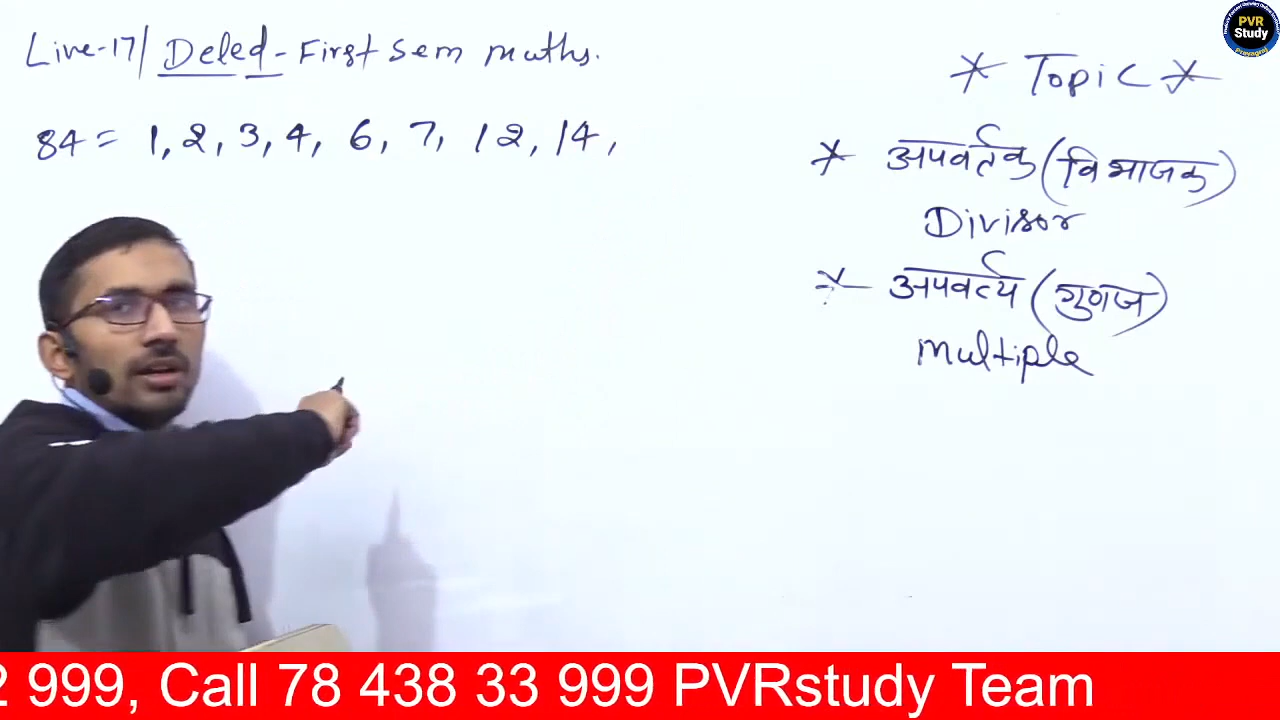 Live-17/ Deled - First sem maths.
84 = 1, 2, 3, 4, 6, 7, 12, 14,
* Topic *
* अपवर्तक (विभाजक)
Divisor
* अपवर्त्य (गुणज)
multiple
PVR
Study
Prayagraj
2 999, Call 78 438 33 999 PVRstudy Team